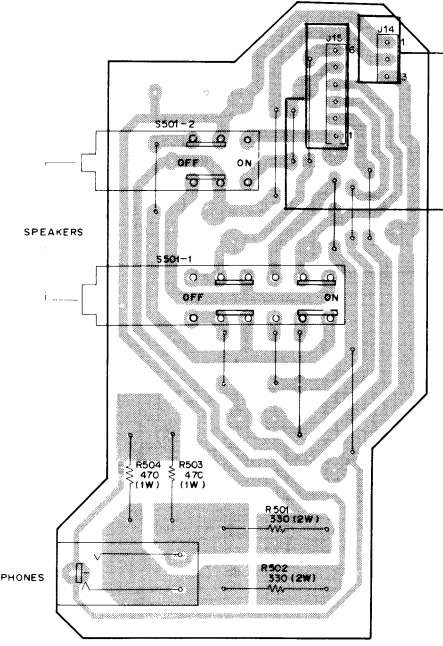 J15
6
J14
1
3
S501-2
OFF ON
1
SPEAKERS
S501-1
OFF ON
R504
470
(1W)
R503
47C
(1W)
R501
330 (2W)
R502
330 (2W)
PHONES